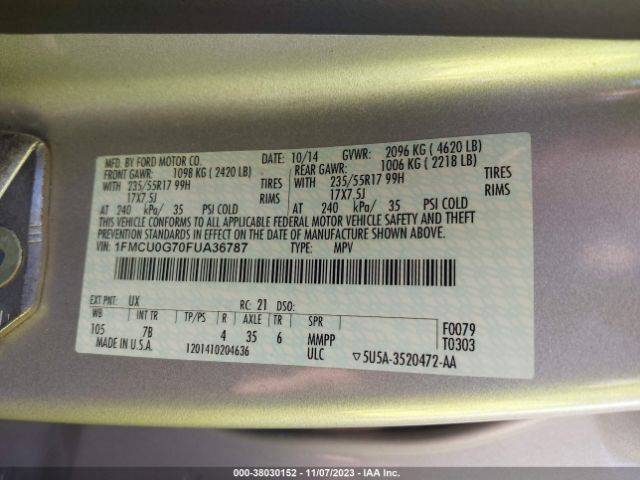 MFD. BY FORD MOTOR CO.
DATE: 10/14 GVWR: 2096 KG ( 4620 LB)
FRONT GAWR: 1098 KG ( 2420 LB)
REAR GAWR: 1006 KG ( 2218 LB)
WITH 235/55R17 99H TIRES
WITH 235/55R17 99H TIRES
17X7.5J RIMS
17X7.5J RIMS
AT 240 kPa/ 35 PSI COLD
AT 240 kPa/ 35 PSI COLD
THIS VEHICLE CONFORMS TO ALL APPLICABLE FEDERAL MOTOR VEHICLE SAFETY AND THEFT
PREVENTION STANDARDS IN EFFECT ON THE DATE OF MANUFACTURE SHOWN ABOVE.
VIN: 1FMCU0G70FUA36787 TYPE: MPV
EXT PNT: UX RC: 21 DSO:
WB INT TR TP/PS R AXLE TR SPR
105 7B 4 35 6 MMPP F0079
MADE IN U.S.A. 1201410204636 ULC ▽5U5A-3520472-AA T0303
000-38030152 — 11/07/2023 — IAA Inc.